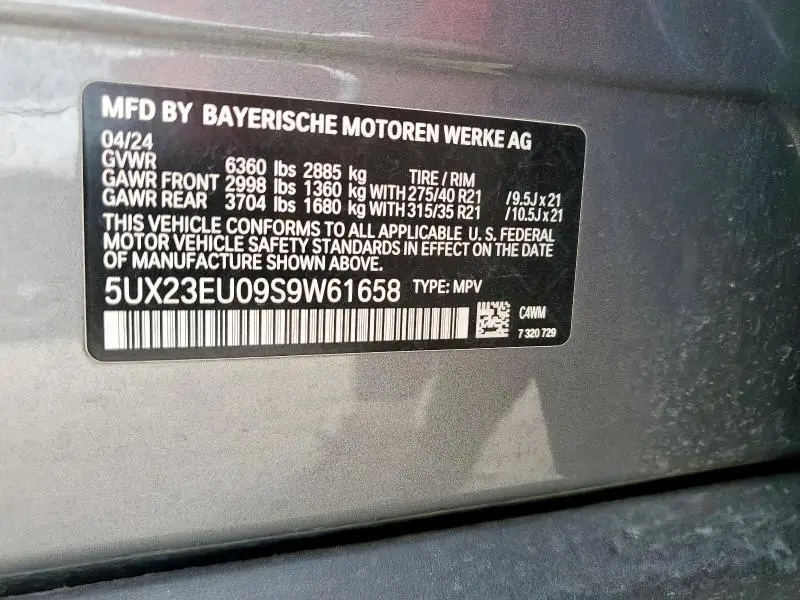 MFD BY BAYERISCHE MOTOREN WERKE AG
04/24
GVWR 6360 lbs 2885 kg TIRE / RIM
GAWR FRONT 2998 lbs 1360 kg WITH 275/40 R21 /9.5J x 21
GAWR REAR 3704 lbs 1680 kg WITH 315/35 R21 /10.5J x 21
THIS VEHICLE CONFORMS TO ALL APPLICABLE U.S. FEDERAL
MOTOR VEHICLE SAFETY STANDARDS IN EFFECT ON THE DATE
OF MANUFACTURE SHOWN ABOVE.
5UX23EU09S9W61658 TYPE: MPV
C4WM
7 320 729